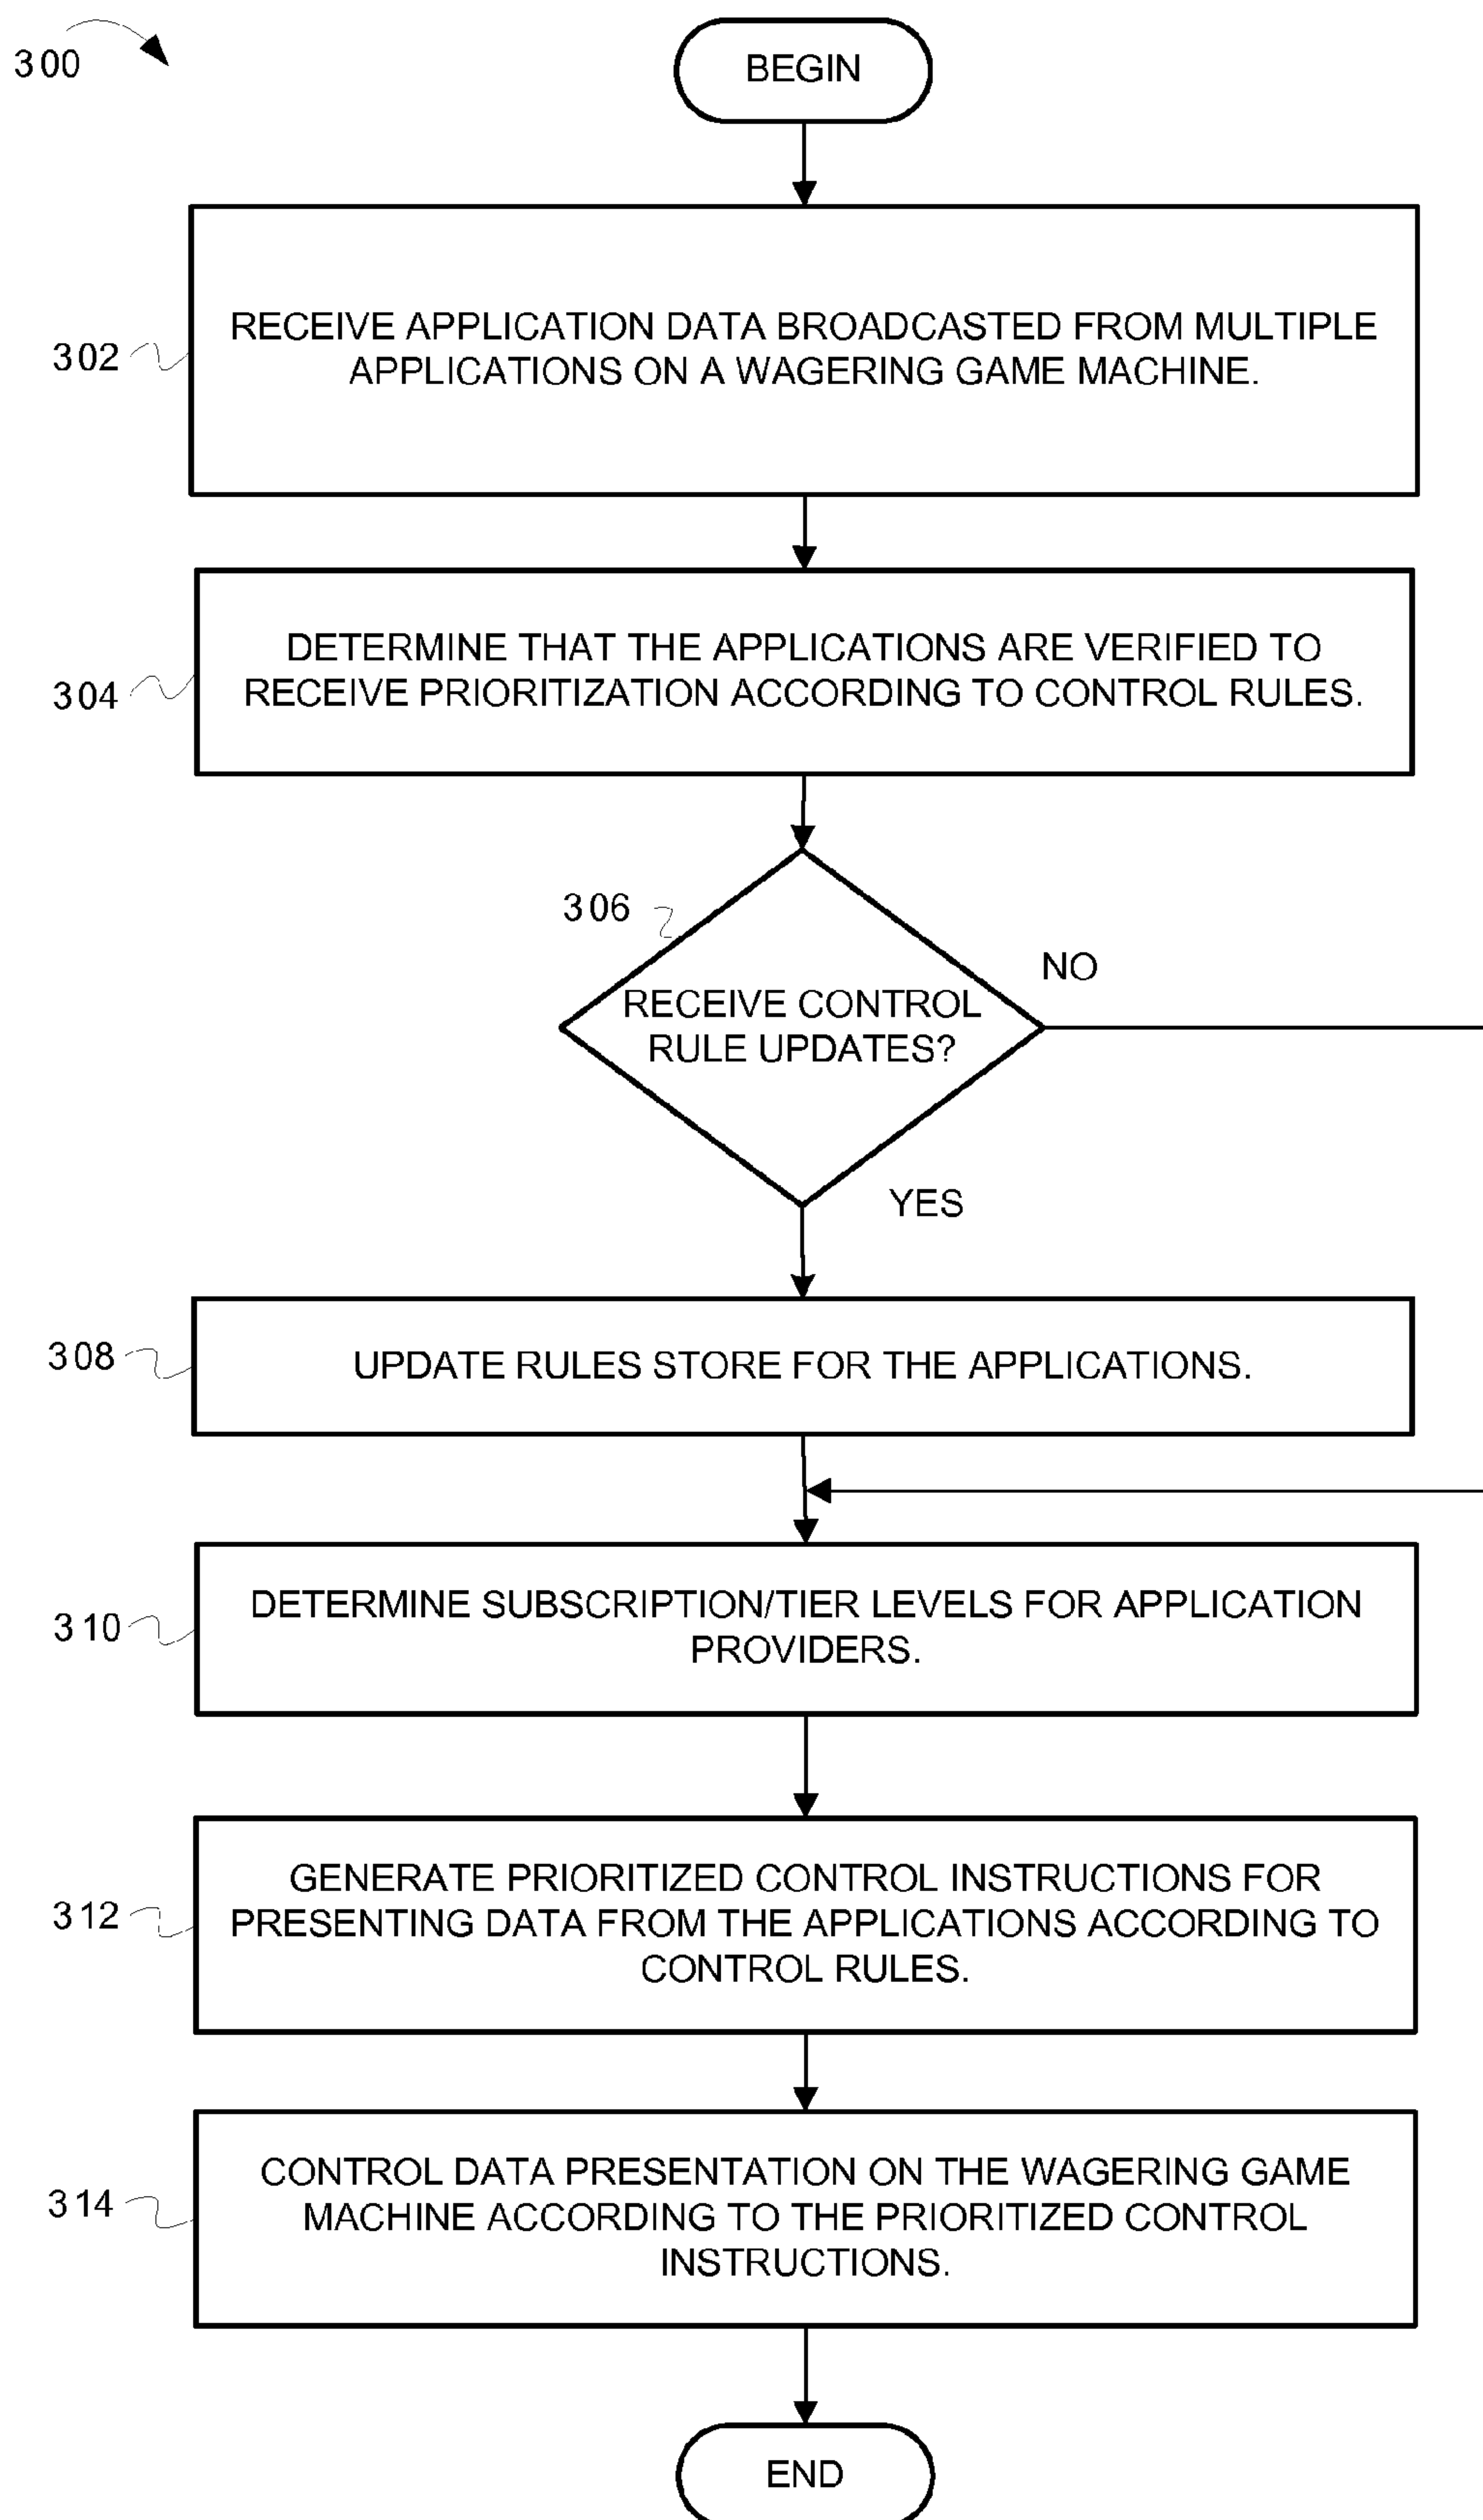 300
BEGIN
302
RECEIVE APPLICATION DATA BROADCASTED FROM MULTIPLE
APPLICATIONS ON A WAGERING GAME MACHINE.
304
DETERMINE THAT THE APPLICATIONS ARE VERIFIED TO
RECEIVE PRIORITIZATION ACCORDING TO CONTROL RULES.
306
NO
RECEIVE CONTROL
RULE UPDATES?
YES
308
UPDATE RULES STORE FOR THE APPLICATIONS.
310
DETERMINE SUBSCRIPTION/TIER LEVELS FOR APPLICATION
PROVIDERS.
312
GENERATE PRIORITIZED CONTROL INSTRUCTIONS FOR
PRESENTING DATA FROM THE APPLICATIONS ACCORDING TO
CONTROL RULES.
314
CONTROL DATA PRESENTATION ON THE WAGERING GAME
MACHINE ACCORDING TO THE PRIORITIZED CONTROL
INSTRUCTIONS.
END